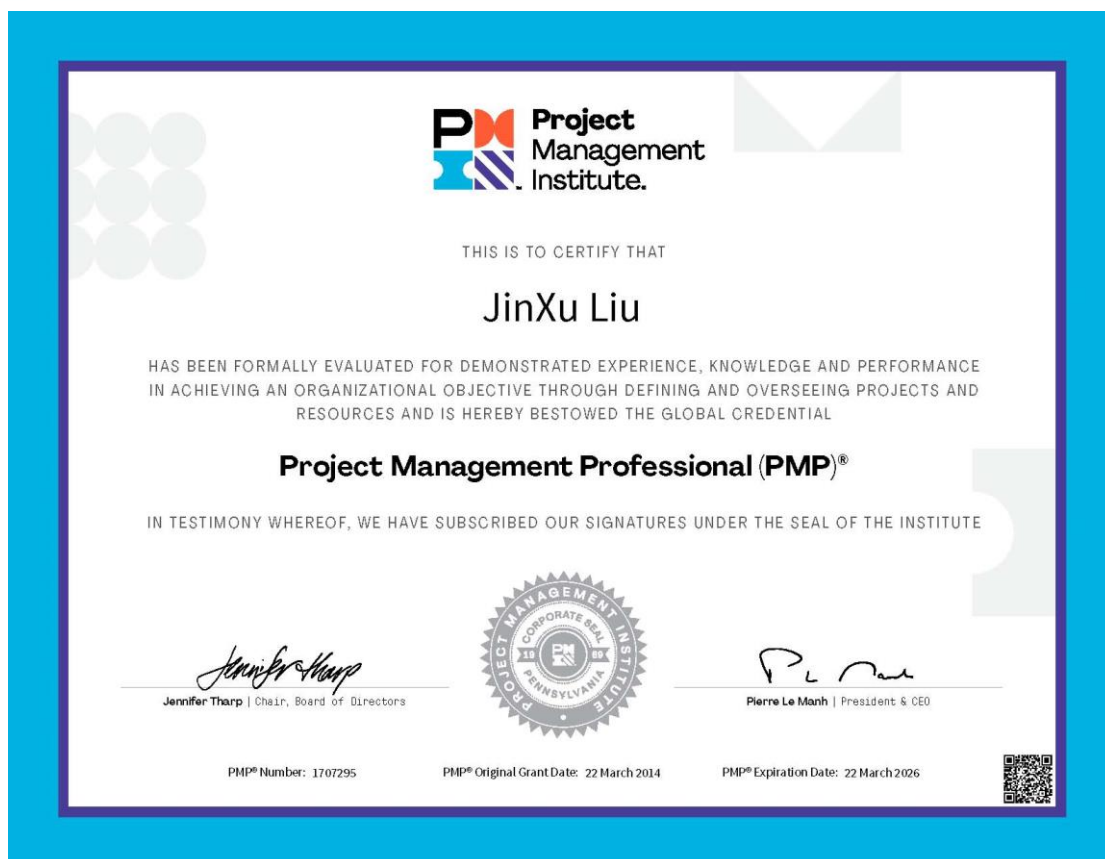 PM
Project
Management
Institute.
THIS IS TO CERTIFY THAT
JinXu Liu
HAS BEEN FORMALLY EVALUATED FOR DEMONSTRATED EXPERIENCE, KNOWLEDGE AND PERFORMANCE
IN ACHIEVING AN ORGANIZATIONAL OBJECTIVE THROUGH DEFINING AND OVERSEEING PROJECTS AND
RESOURCES AND IS HEREBY BESTOWED THE GLOBAL CREDENTIAL
Project Management Professional (PMP)®
IN TESTIMONY WHEREOF, WE HAVE SUBSCRIBED OUR SIGNATURES UNDER THE SEAL OF THE INSTITUTE
PROJECT MANAGEMENT INSTITUTE
CORPORATE SEAL
1969
PENNSYLVANIA
Jennifer Tharp
Jennifer Tharp | Chair, Board of Directors
Pierre Le Manh | President & CEO
PMP® Number: 1707295
PMP® Original Grant Date: 22 March 2014
PMP® Expiration Date: 22 March 2026